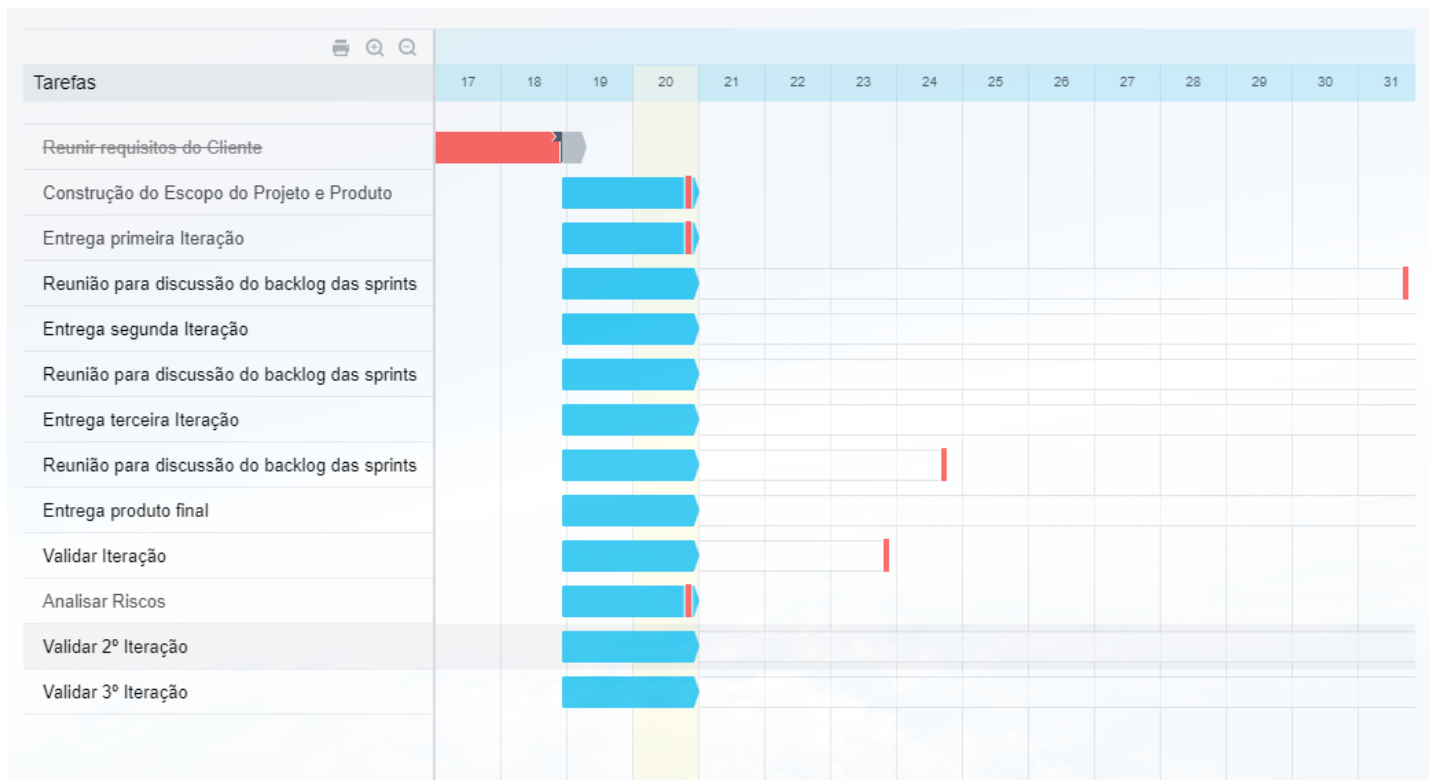 Tarefas
17 18 19 20 21 22 23 24 25 26 27 28 29 30 31
Reunir requisitos do Cliente
Construção do Escopo do Projeto e Produto
Entrega primeira Iteração
Reunião para discussão do backlog das sprints
Entrega segunda Iteração
Reunião para discussão do backlog das sprints
Entrega terceira Iteração
Reunião para discussão do backlog das sprints
Entrega produto final
Validar Iteração
Analisar Riscos
Validar 2º Iteração
Validar 3º Iteração